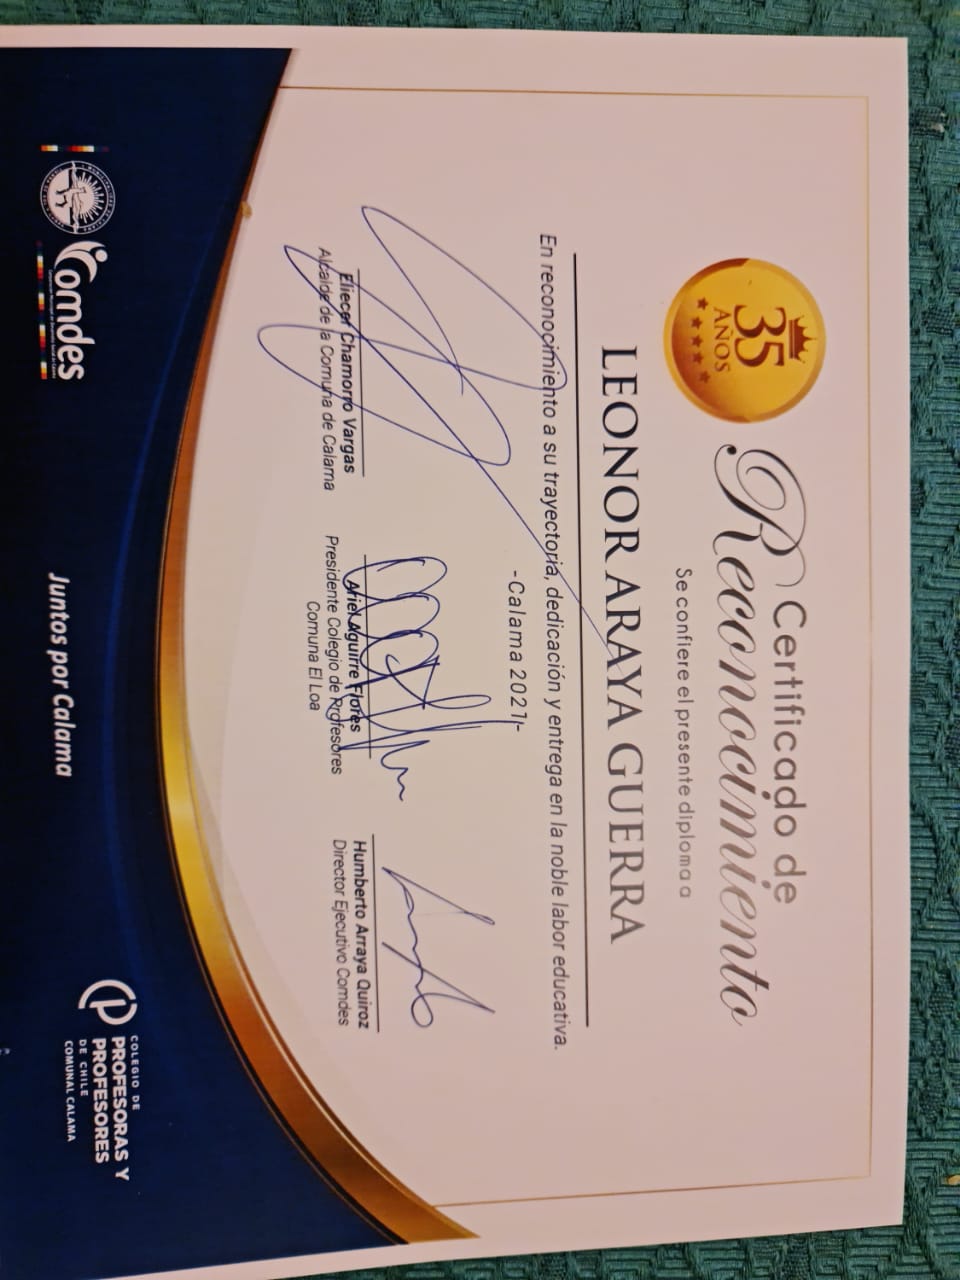 35
AÑOS
Certificado de
Reconocimiento
Se confiere el presente diploma a
LEONOR ARAYA GUERRA
En reconocimiento a su trayectoria, dedicación y entrega en la noble labor educativa.
-Calama 2021-
Eliecer Chamorro Vargas
Alcalde de la Comuna de Calama
Ariel Aguirre Flores
Presidente Colegio de Profesores
Comuna El Loa
Humberto Arraya Quiroz
Director Ejecutivo Comdes
Comdes
Juntos por Calama
COLEGIO DE
PROFESORAS Y
PROFESORES
DE CHILE
COMUNAL CALAMA